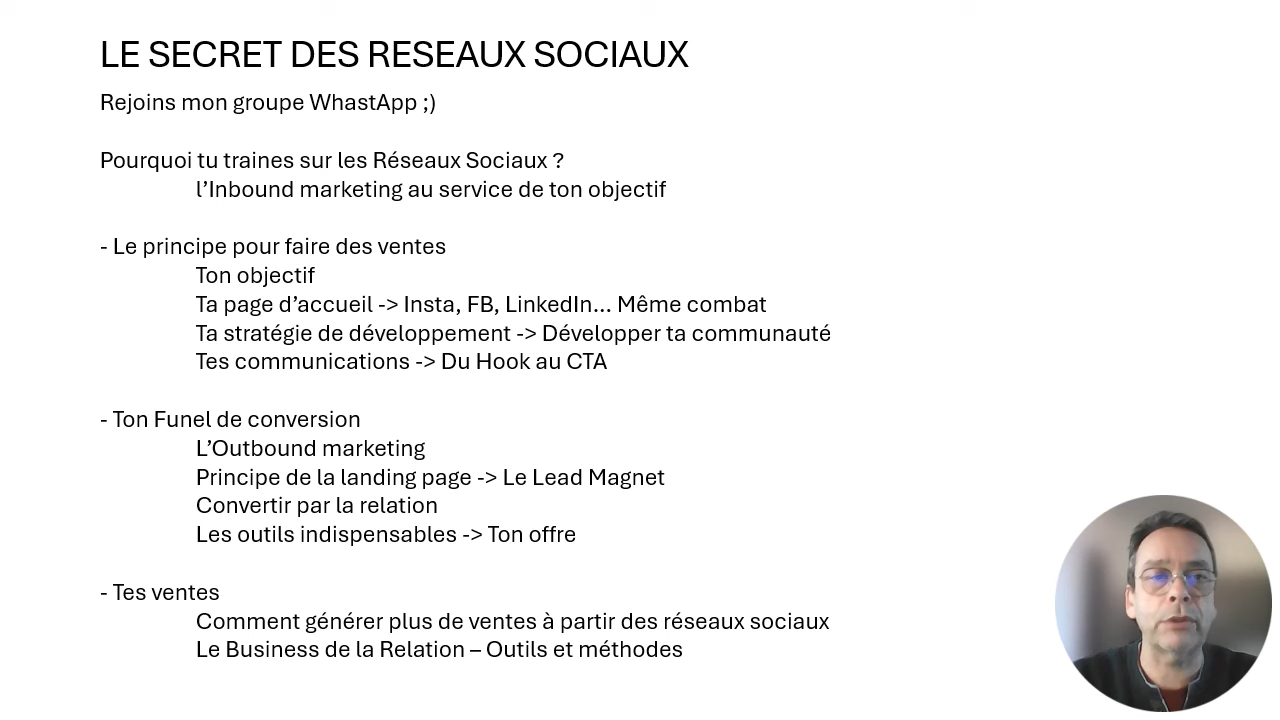 LE SECRET DES RESEAUX SOCIAUX
Rejoins mon groupe WhastApp ;)
Pourquoi tu traines sur les Réseaux Sociaux ?
l’Inbound marketing au service de ton objectif
- Le principe pour faire des ventes
Ton objectif
Ta page d’accueil -> Insta, FB, LinkedIn... Même combat
Ta stratégie de développement -> Développer ta communauté
Tes communications -> Du Hook au CTA
- Ton Funel de conversion
L’Outbound marketing
Principe de la landing page -> Le Lead Magnet
Convertir par la relation
Les outils indispensables -> Ton offre
- Tes ventes
Comment générer plus de ventes à partir des réseaux sociaux
Le Business de la Relation – Outils et méthodes